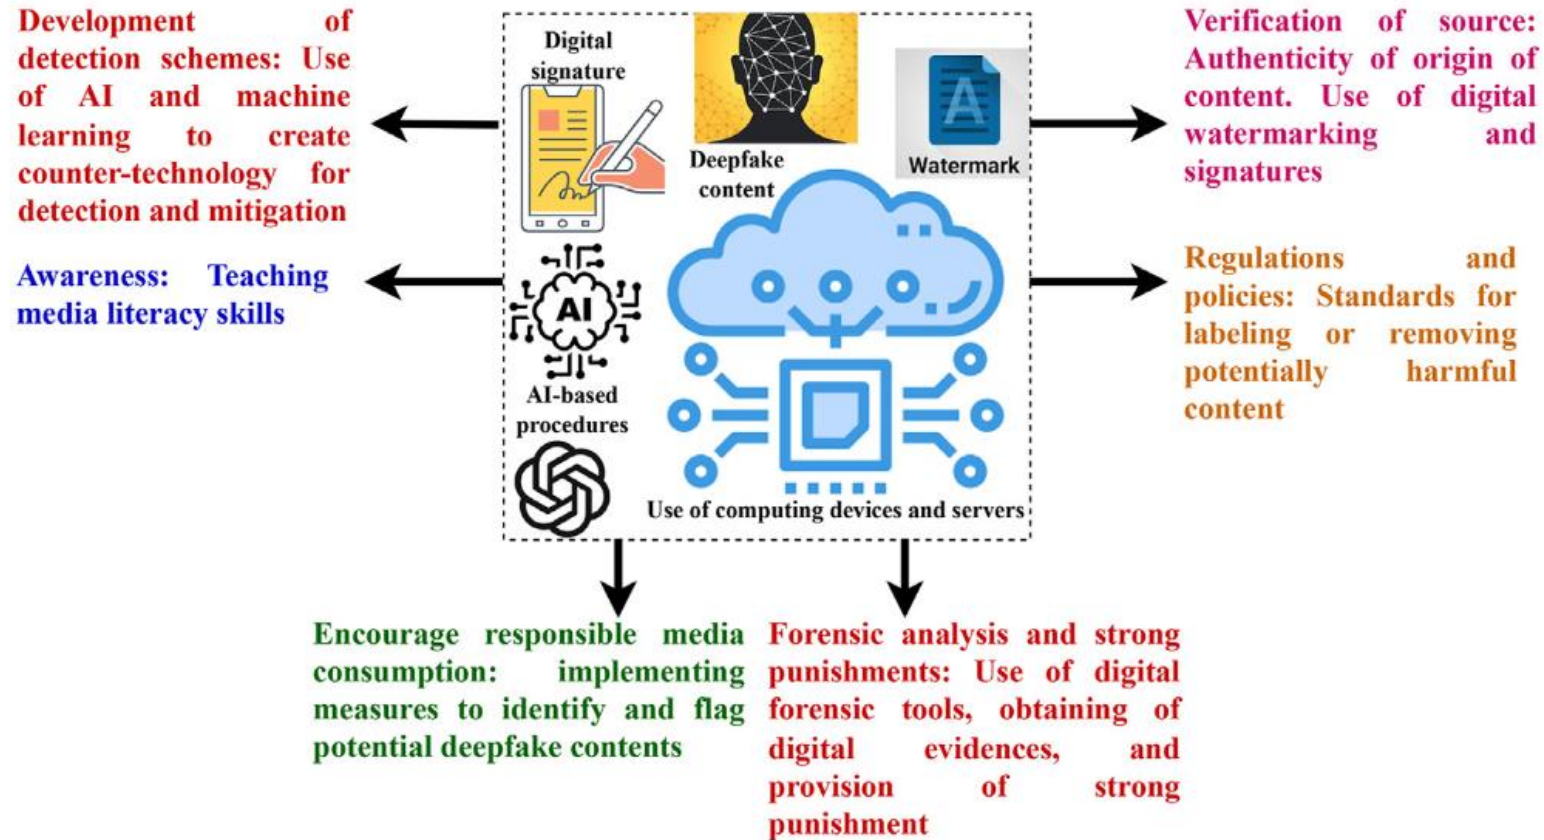 Development of
detection schemes: Use
of AI and machine
learning to create
counter-technology for
detection and mitigation
Awareness: Teaching
media literacy skills
Digital
signature
Deepfake
content
A
Watermark
AI
AI-based
procedures
Use of computing devices and servers
Verification of source:
Authenticity of origin of
content. Use of digital
watermarking and
signatures
Regulations and
policies: Standards for
labeling or removing
potentially harmful
content
Encourage responsible media
consumption: implementing
measures to identify and flag
potential deepfake contents
Forensic analysis and strong
punishments: Use of digital
forensic tools, obtaining of
digital evidences, and
provision of strong
punishment